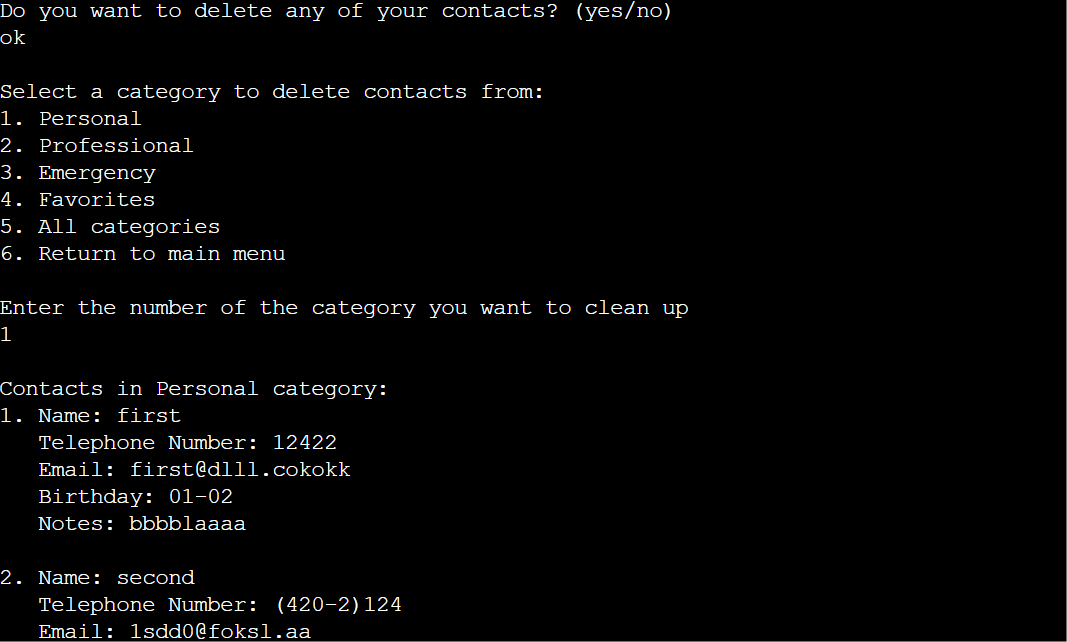 Do you want to delete any of your contacts? (yes/no)
ok
Select a category to delete contacts from:
1. Personal
2. Professional
3. Emergency
4. Favorites
5. All categories
6. Return to main menu
Enter the number of the category you want to clean up
1
Contacts in Personal category:
1. Name: first
Telephone Number: 12422
Email: first@dlll.cokokk
Birthday: 01-02
Notes: bbbblaaaa
2. Name: second
Telephone Number: (420-2)124
Email: 1sdd0@foksl.aa